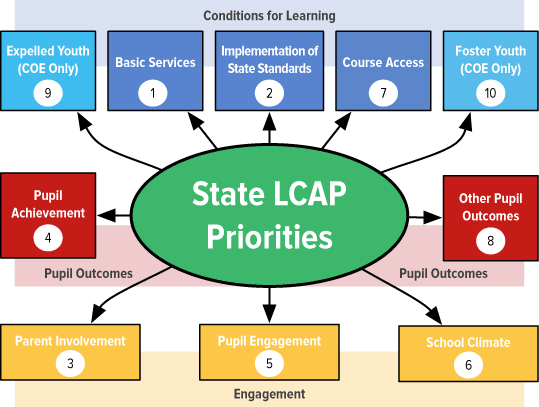 Conditions for Learning
Expelled Youth
(COE Only)
9
Basic Services
1
Implementation of
State Standards
2
Course Access
7
Foster Youth
(COE Only)
10
State LCAP
Priorities
Pupil
Achievement
4
Other Pupil
Outcomes
8
Pupil Outcomes
Pupil Outcomes
Parent Involvement
3
Pupil Engagement
5
School Climate
6
Engagement